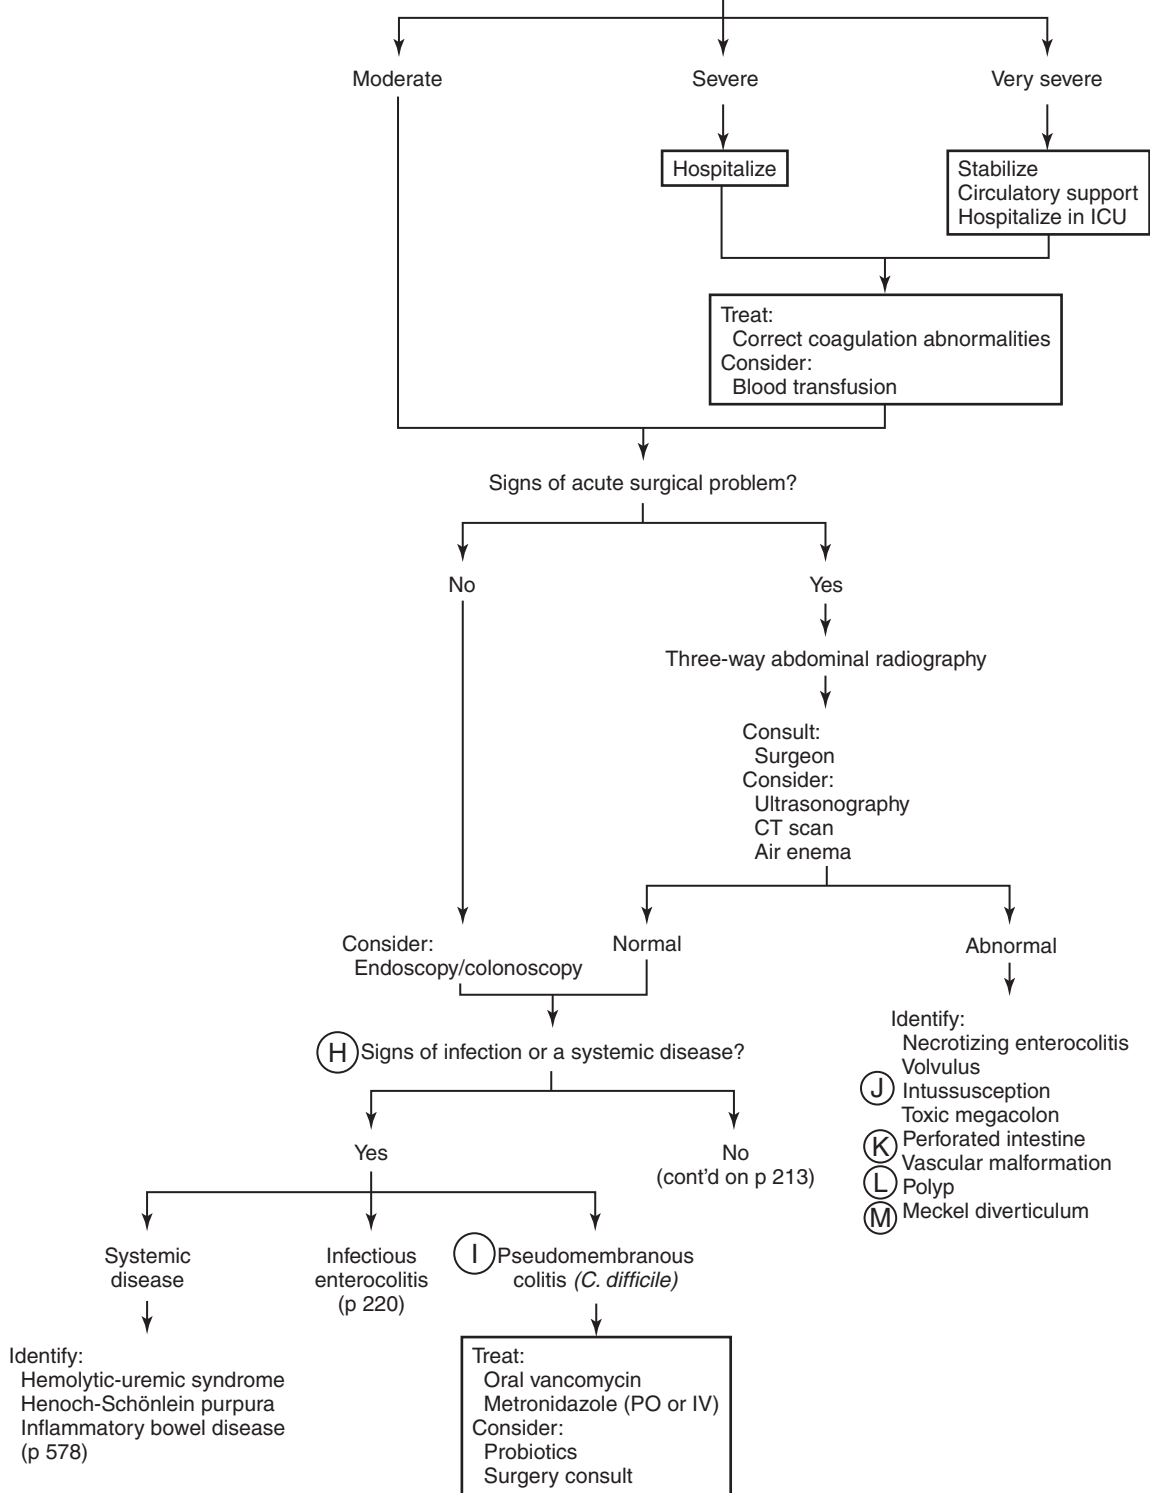 Moderate
Severe
Very severe
Hospitalize
Stabilize
Circulatory support
Hospitalize in ICU
Treat:
Correct coagulation abnormalities
Consider:
Blood transfusion
Signs of acute surgical problem?
No
Yes
Three-way abdominal radiography
Consult:
Surgeon
Consider:
Ultrasonography
CT scan
Air enema
Consider:
Endoscopy/colonoscopy
Normal
Abnormal
Identify:
Necrotizing enterocolitis
Volvulus
J Intussusception
Toxic megacolon
K Perforated intestine
Vascular malformation
L Polyp
M Meckel diverticulum
H Signs of infection or a systemic disease?
Yes
No
(cont'd on p 213)
Systemic
disease
Infectious
enterocolitis
(p 220)
I Pseudomembranous
colitis (C. difficile)
Identify:
Hemolytic-uremic syndrome
Henoch-Schönlein purpura
Inflammatory bowel disease
(p 578)
Treat:
Oral vancomycin
Metronidazole (PO or IV)
Consider:
Probiotics
Surgery consult